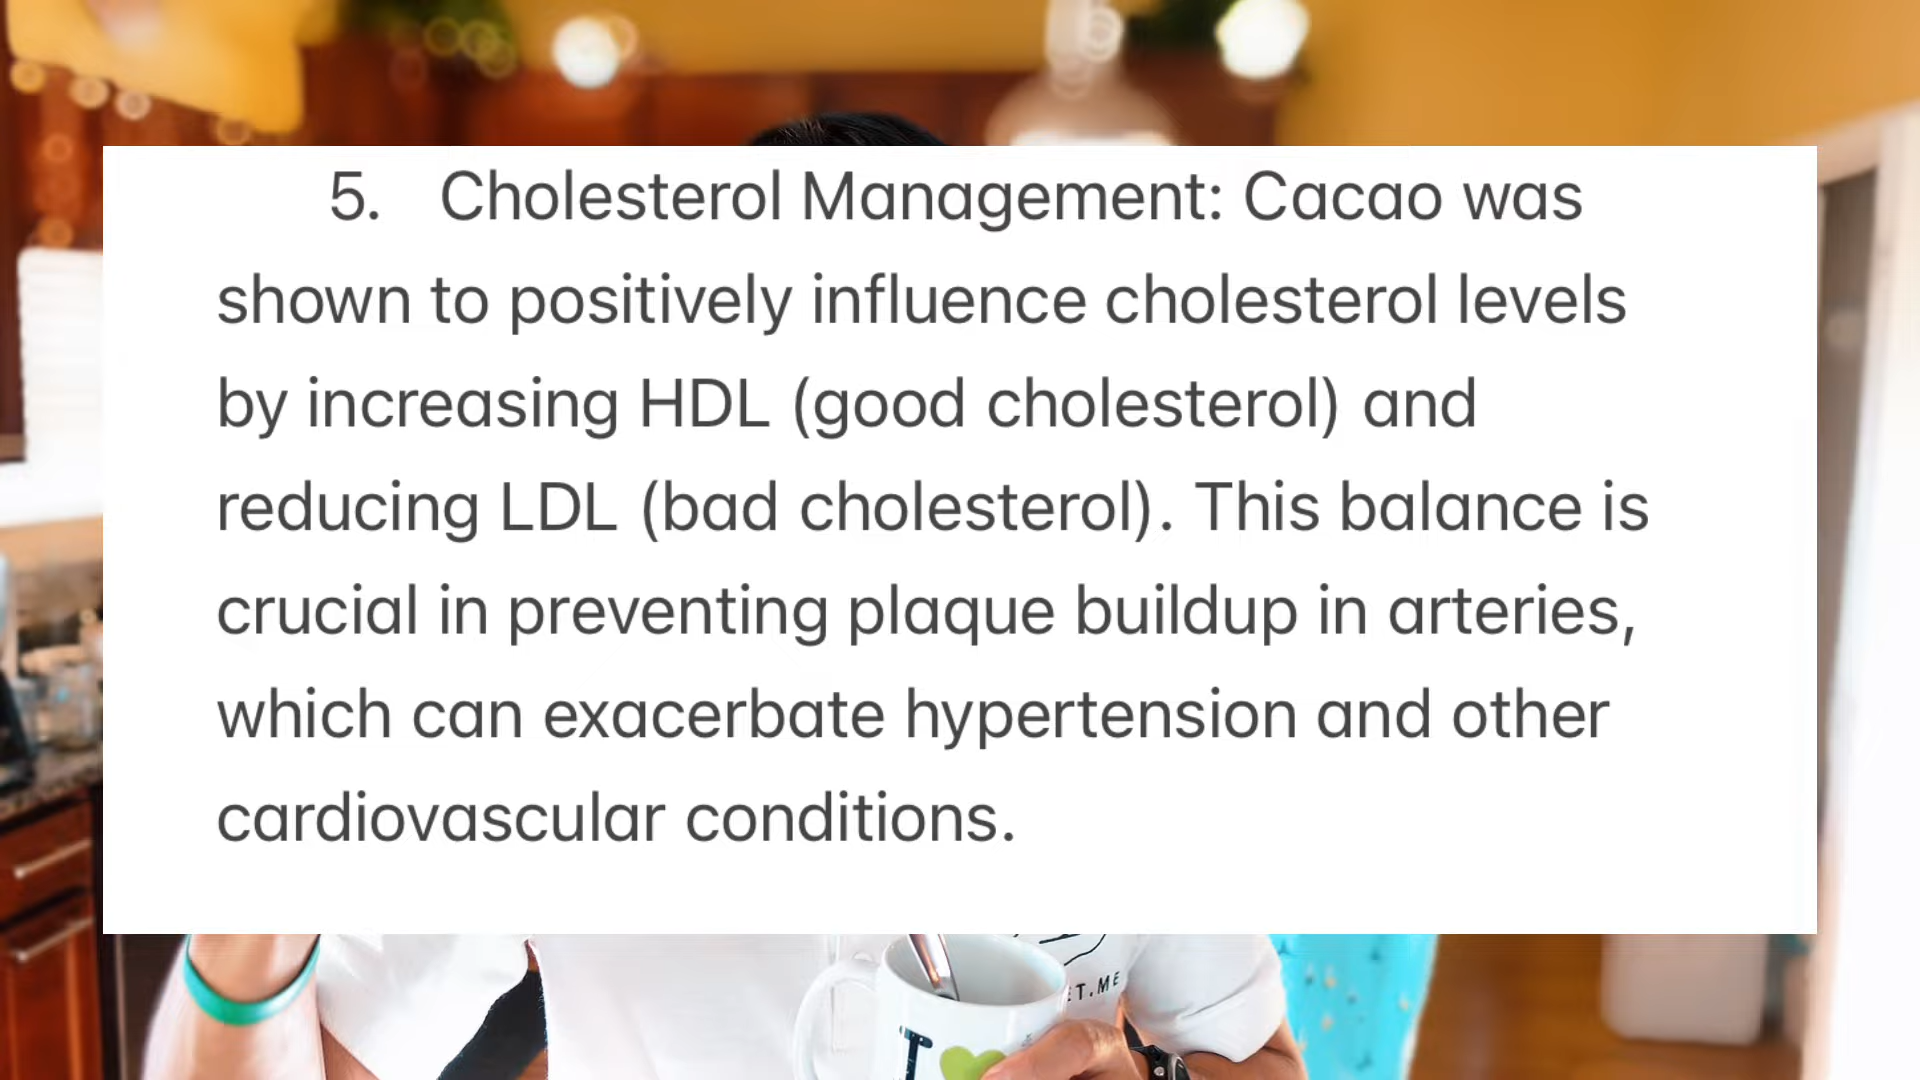 5. Cholesterol Management: Cacao was
shown to positively influence cholesterol levels
by increasing HDL (good cholesterol) and
reducing LDL (bad cholesterol). This balance is
crucial in preventing plaque buildup in arteries,
which can exacerbate hypertension and other
cardiovascular conditions.
ET.ME
I